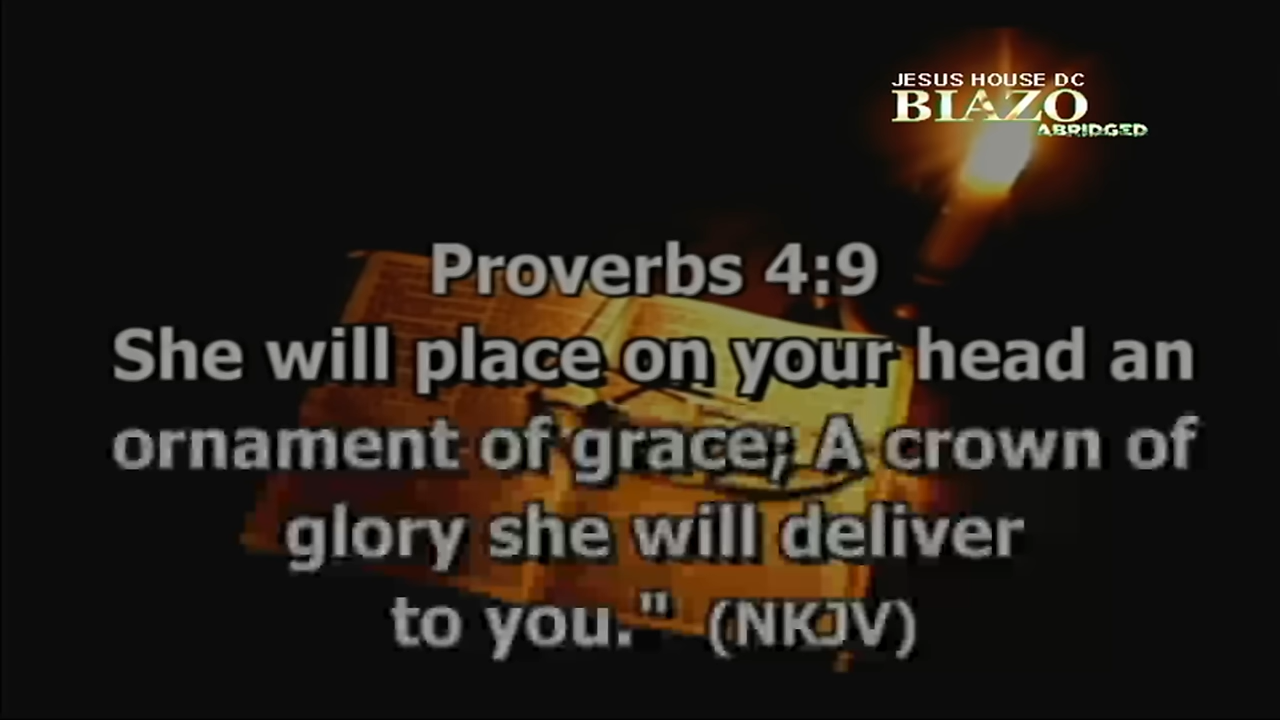 JESUS HOUSE DC
BIAZO
ABRIDGED
Proverbs 4:9
She will place on your head an
ornament of grace; A crown of
glory she will deliver
to you." (NKJV)